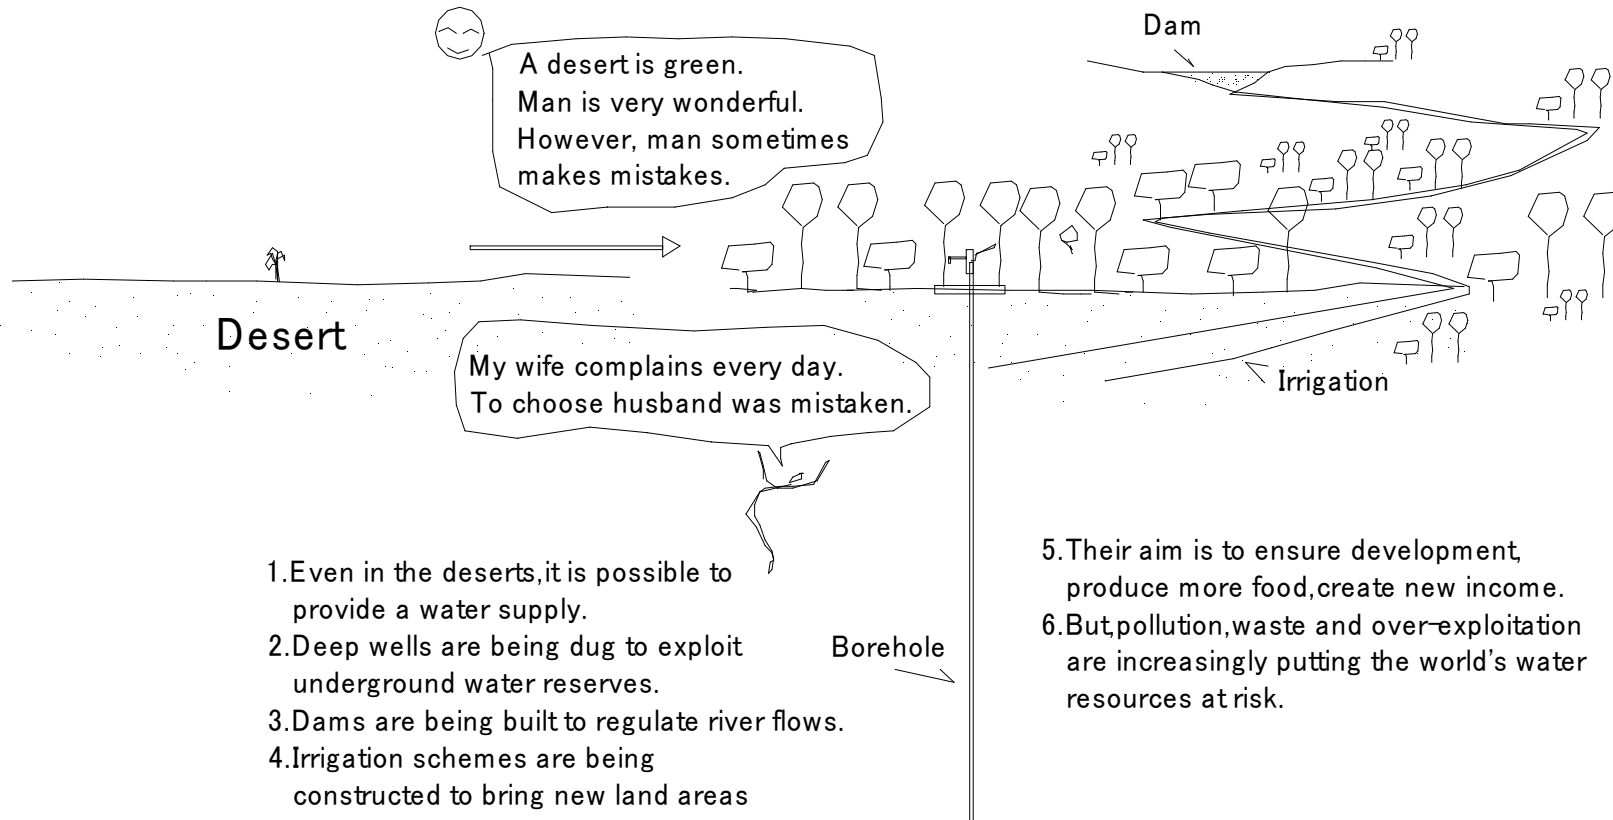 Dam
A desert is green.
Man is very wonderful.
However, man sometimes
makes mistakes.
Desert
My wife complains every day.
To choose husband was mistaken.
Irrigation
1.Even in the deserts,it is possible to
provide a water supply.
2.Deep wells are being dug to exploit
underground water reserves.
3.Dams are being built to regulate river flows.
4.Irrigation schemes are being
constructed to bring new land areas
Borehole
5.Their aim is to ensure development,
produce more food,create new income.
6.But,pollution,waste and over-exploitation
are increasingly putting the world's water
resources at risk.